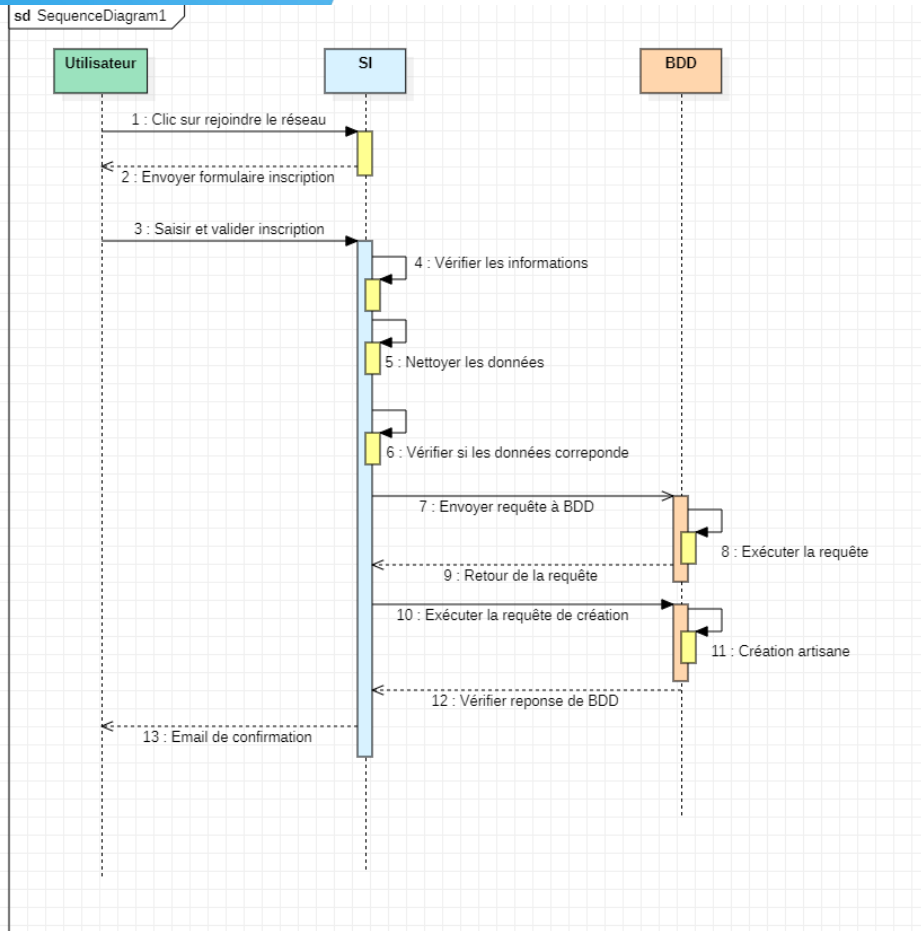 sd SequenceDiagram1
Utilisateur
SI
BDD
1 : Clic sur rejoindre le réseau
2 : Envoyer formulaire inscription
3 : Saisir et valider inscription
4 : Vérifier les informations
5 : Nettoyer les données
6 : Vérifier si les données correponde
7 : Envoyer requête à BDD
8 : Exécuter la requête
9 : Retour de la requête
10 : Exécuter la requête de création
11 : Création artisane
12 : Vérifier reponse de BDD
13 : Email de confirmation